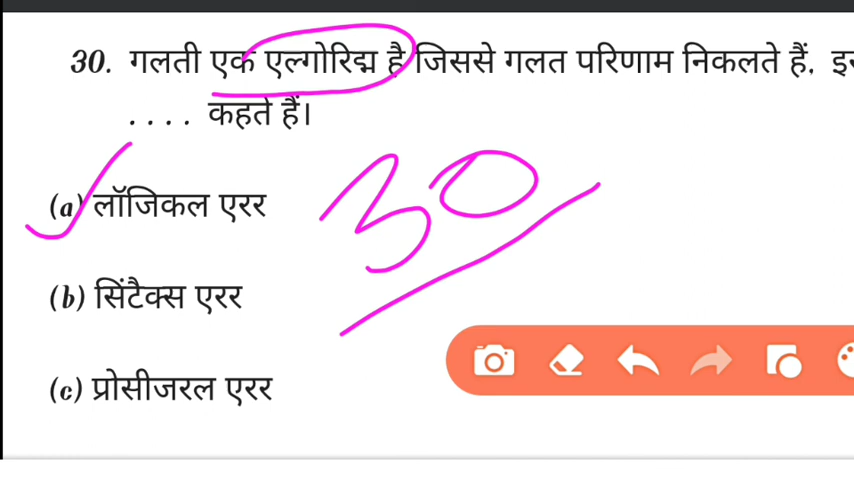 30. गलती एक एल्गोरिद्म है जिससे गलत परिणाम निकलते हैं,
.... कहते हैं।
(a) लॉजिकल एरर
30
(b) सिंटैक्स एरर
(c) प्रोसीजरल एरर